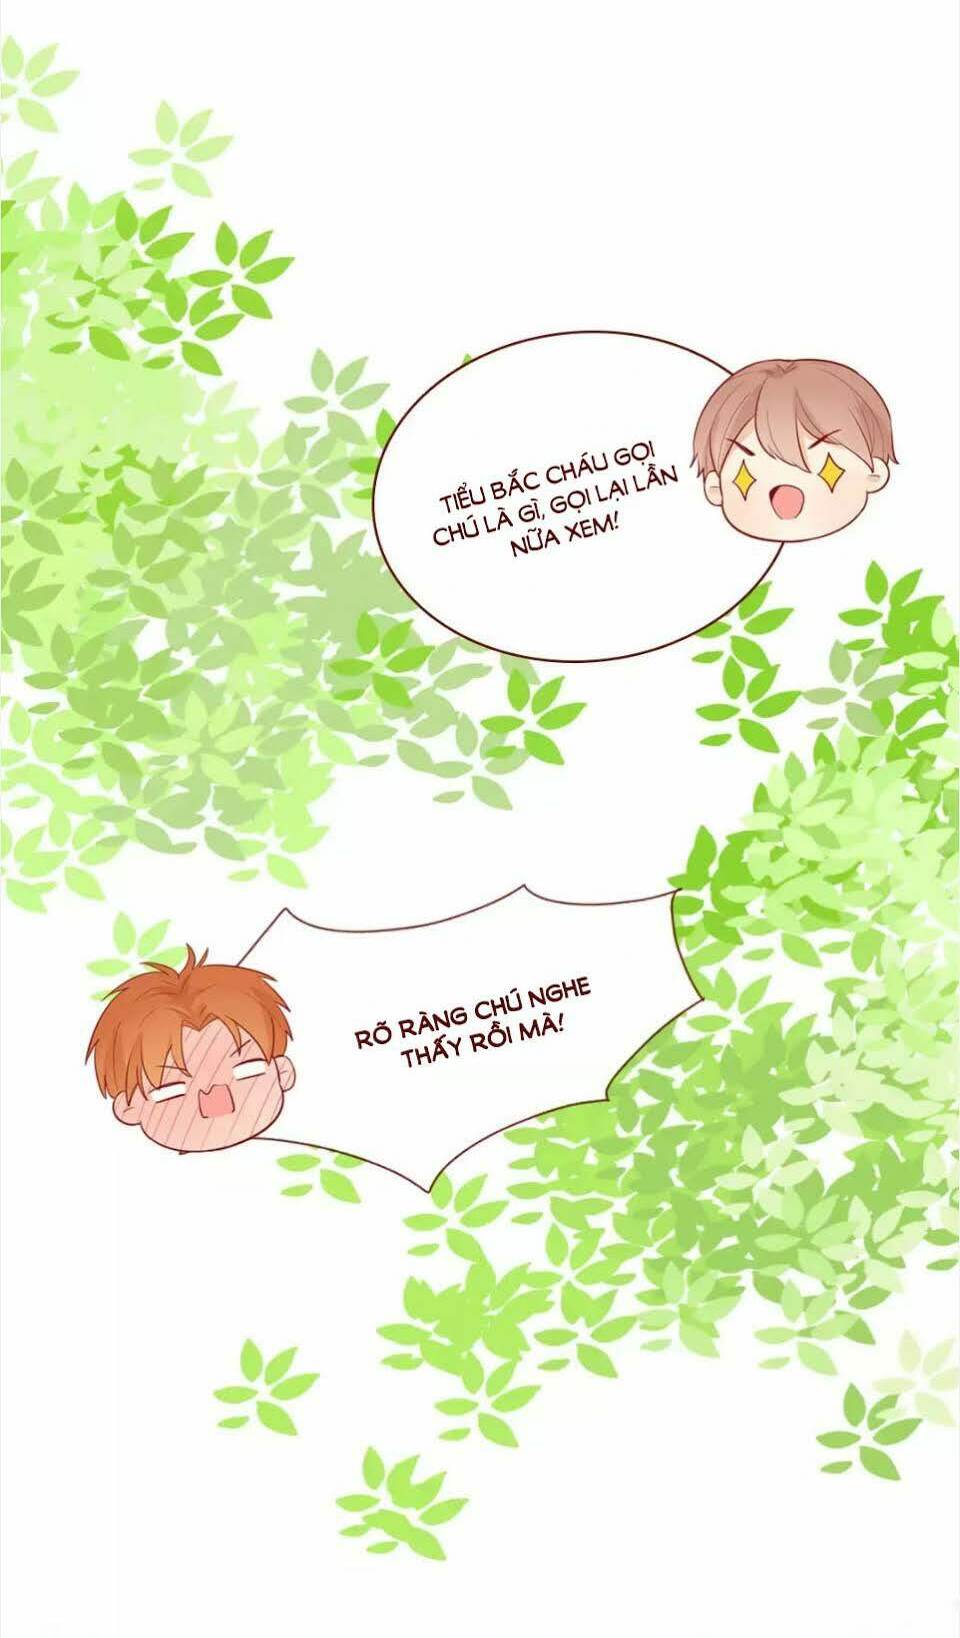 TIỂU BẮC CHÁU GỌI
CHÚ LÀ GÌ, GỌI LẠI LẦN
NỮA XEM!
RÕ RÀNG CHÚ NGHE
THẤY RỒI MÀ!